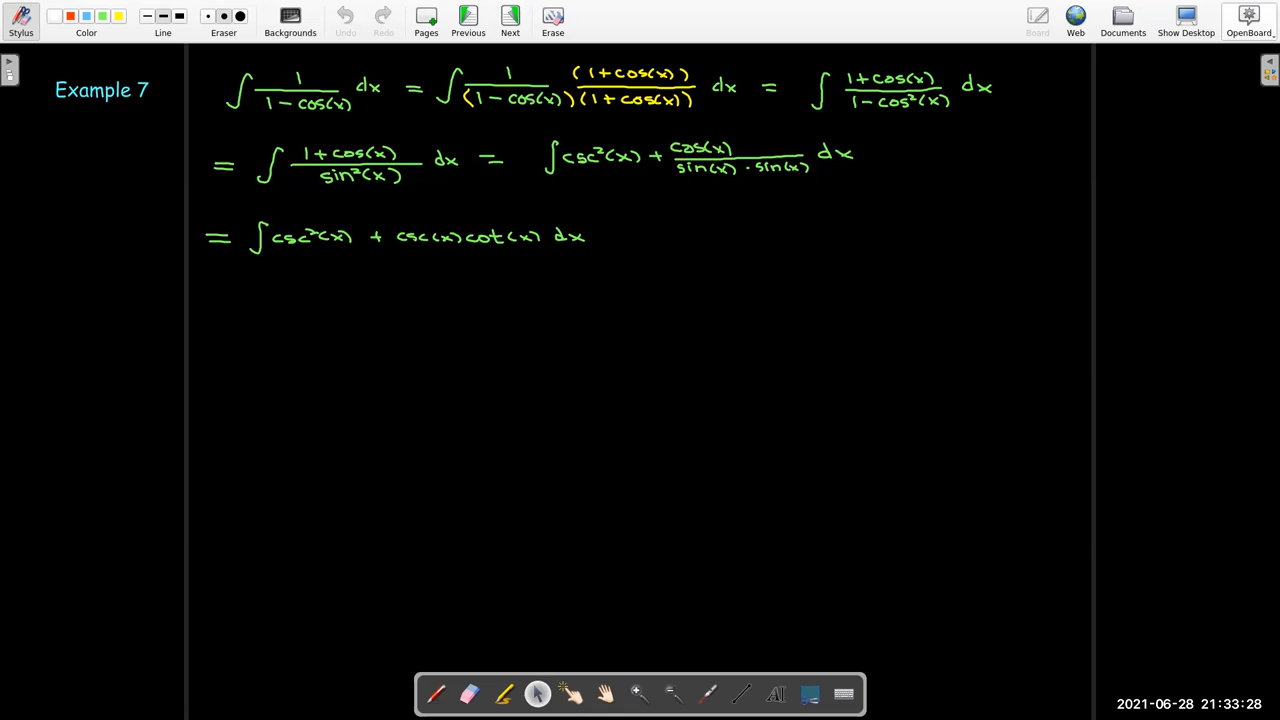 Stylus Color Line Eraser Backgrounds Undo Redo Pages Previous Next Erase Board Web Documents Show Desktop OpenBoard
Example 7
∫ 1/(1 - cos(x)) dx = ∫ 1/(1 - cos(x)) (1 + cos(x))/(1 + cos(x)) dx = ∫ (1 + cos(x))/(1 - cos²(x)) dx
= ∫ (1 + cos(x))/(sin²(x)) dx = ∫ csc²(x) + cos(x)/(sin(x) · sin(x)) dx
= ∫ csc²(x) + csc(x) cot(x) dx
2021-06-28 21:33:28